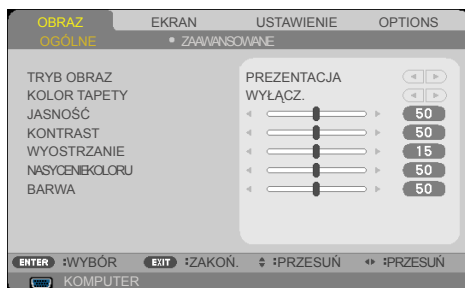 OBRAZ EKRAN USTAWIENIE OPTIONS
OGÓLNE • ZAAWANSOWANE
TRYB OBRAZ PREZENTACJA
KOLOR TAPETY WYŁĄCZ.
JASNOŚĆ 50
KONTRAST 50
WYOSTRZANIE 15
NASYCENIEKOLORU 50
BARWA 50
ENTER :WYBÓR EXIT :ZAKOŃ. :PRZESUŃ :PRZESUŃ
KOMPUTER